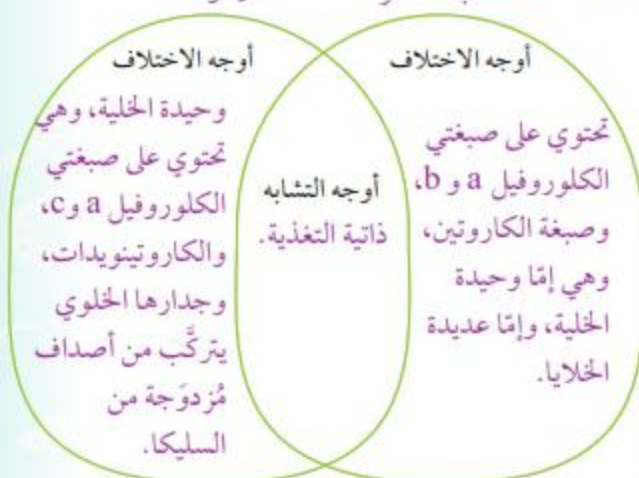 أوجه الاختلاف
تحتوي على صبغتي
الكلوروفيل a و b،
وصبغة الكاروتين،
وهي إمّا وحيدة
الخلية، وإمّا عديدة
الخلايا.
أوجه التشابه
ذاتية التغذية.
أوجه الاختلاف
وحيدة الخلية، وهي
تحتوي على صبغتي
الكلوروفيل a وc،
والكاروتينويدات،
وجدارها الخلوي
يتركَّب من أصداف
مُزدوَجة من
السليكا.